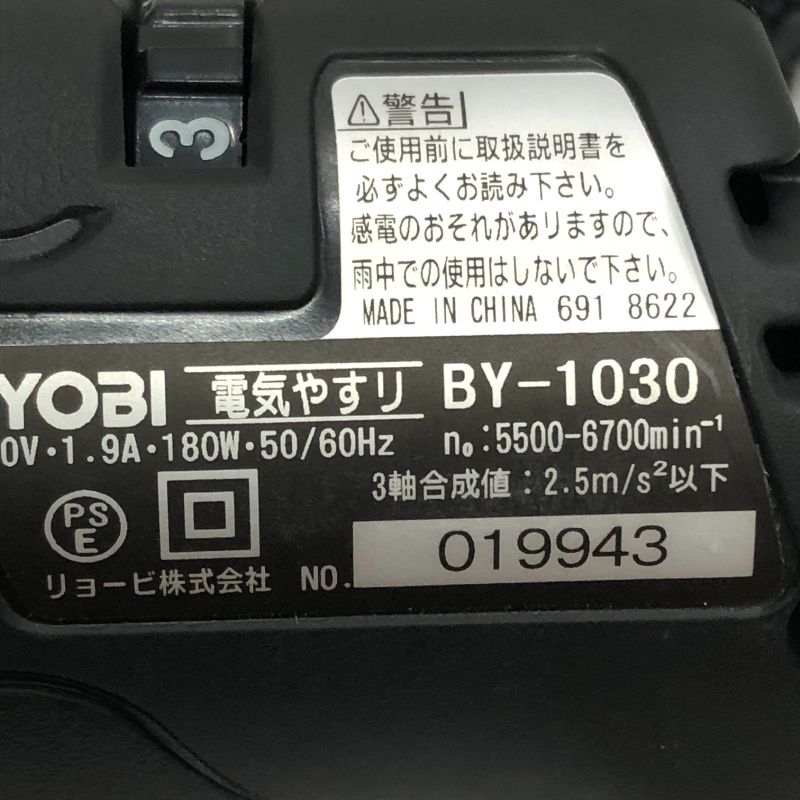 3
⚠警告
ご使用前に取扱説明書を
必ずよくお読み下さい。
感電のおそれがありますので、
雨中での使用はしないで下さい。
MADE IN CHINA 691 8622
YOBI 電気やすり BY-1030
0V・1.9A・180W・50/60Hz n₀:5500-6700min⁻¹
3軸合成値:2.5m/s²以下
PS
E
リョービ株式会社 NO. 019943